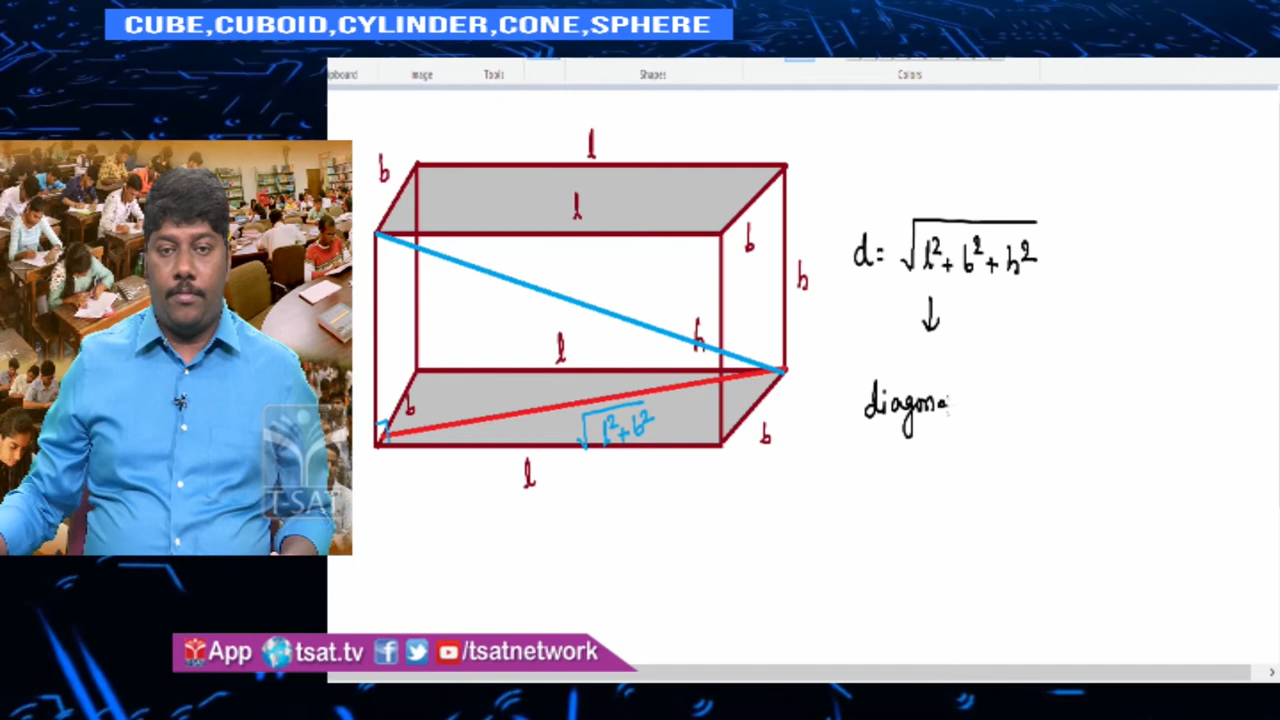 CUBE,CUBOID,CYLINDER,CONE,SPHERE
Image Tools Shapes Colors
l
b
l
b
h
h
l
b
√l²+b²
b
l
d = √l²+b²+h²
↓
diagona
T-SAT
App tsat.tv /tsatnetwork